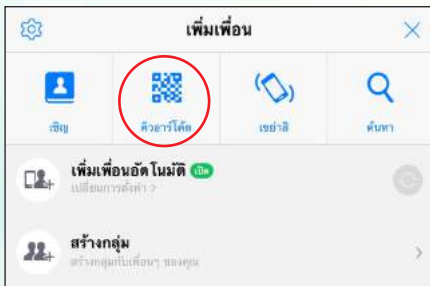 เพิ่มเพื่อน
เชิญ
คิวอาร์โค้ด
เขย่าสิ
ค้นหา
เพิ่มเพื่อนอัตโนมัติ เปิด
เปลี่ยนการตั้งค่า >
สร้างกลุ่ม
สร้างกลุ่มกับเพื่อนๆ ของคุณ